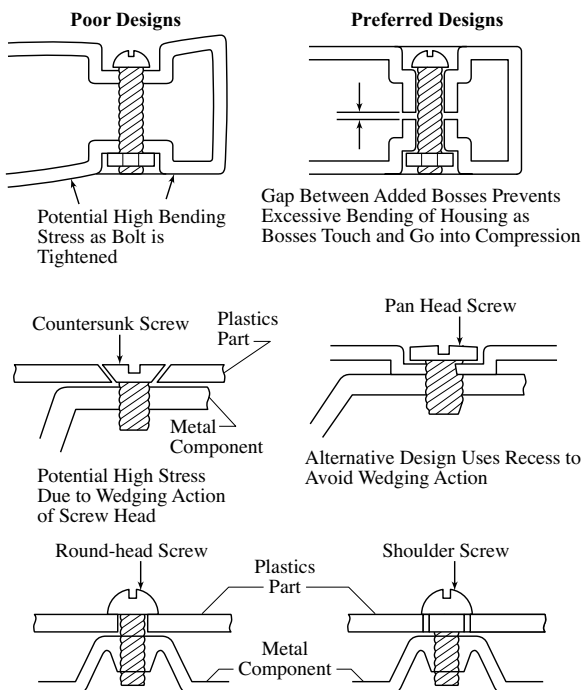 Poor Designs
Preferred Designs
Potential High Bending
Stress as Bolt is
Tightened
Gap Between Added Bosses Prevents
Excessive Bending of Housing as
Bosses Touch and Go into Compression
Countersunk Screw
Plastics
Part
Metal
Component
Potential High Stress
Due to Wedging Action
of Screw Head
Pan Head Screw
Alternative Design Uses Recess to
Avoid Wedging Action
Round-head Screw
Plastics
Part
Shoulder Screw
Metal
Component